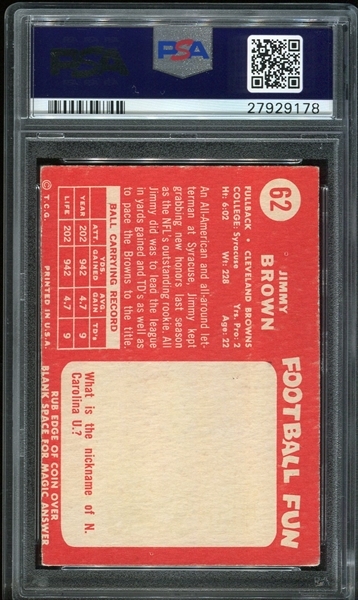 PSA
PSA
27929178
62
JIMMY
BROWN
FULLBACK • CLEVELAND BROWNS
COLLEGE: Syracuse Yrs. Pro: 2
Ht: 6-02 Wt: 228 Age: 22
An All-American and all-around let-
terman at Syracuse, Jimmy kept
grabbing new honors last season
as the NFL's outstanding rookie. All
Jimmy did was to lead the league
in yards gained and TD's as well as
to pace the Browns to the title.
BALL CARRYING RECORD
YDS. AVG.
ATT. GAINED GAIN TD's
YEAR 202 942 4.7 9
LIFE 202 942 4.7 9
© T.C.G. PRINTED IN U.S.A.
FOOTBALL FUN
What is the nickname of N.
Carolina U.?
RUB EDGE OF COIN OVER
BLANK SPACE FOR MAGIC ANSWER